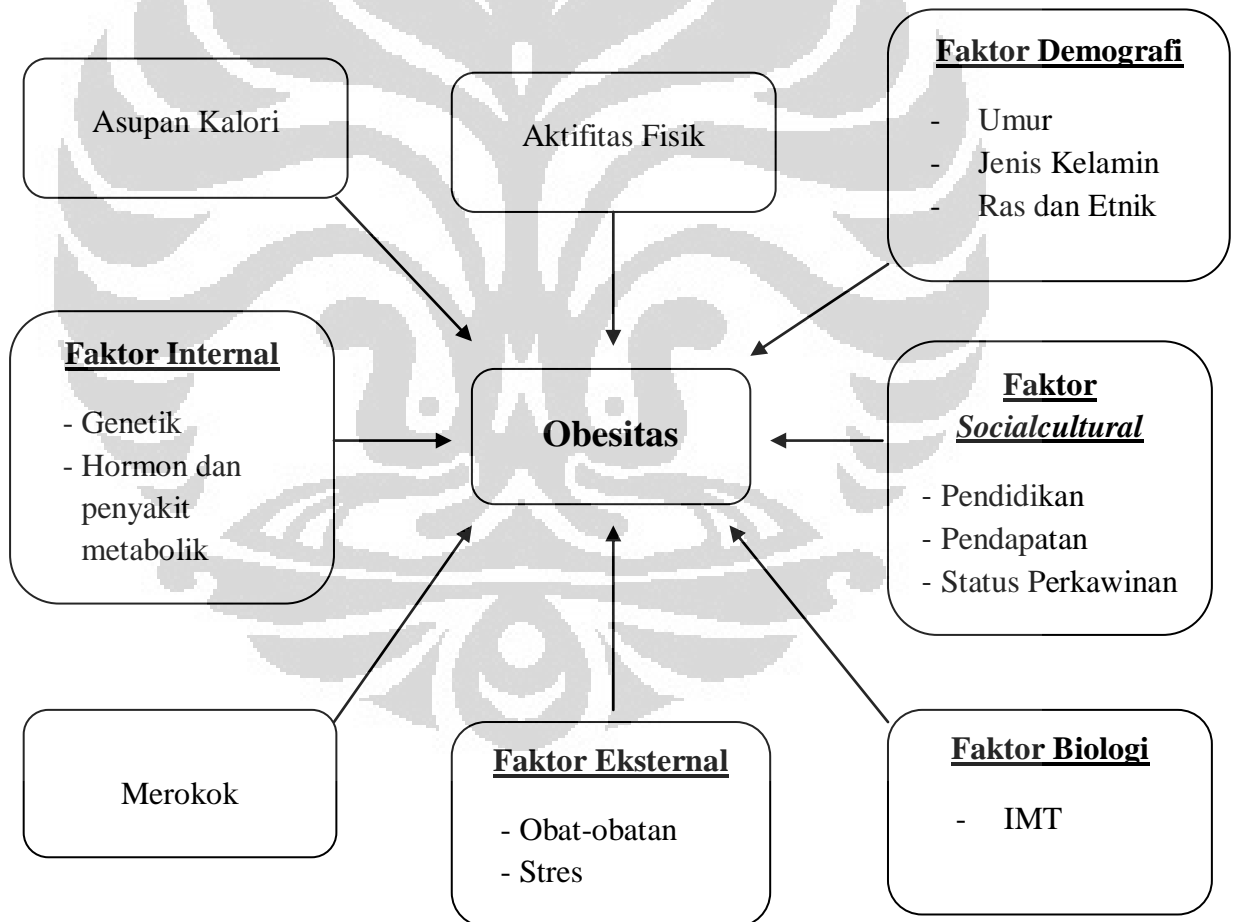 Asupan Kalori
Aktifitas Fisik
Faktor Demografi
- Umur
- Jenis Kelamin
- Ras dan Etnik
Faktor Internal
- Genetik
- Hormon dan
penyakit
metabolik
Obesitas
Faktor
Socialcultural
- Pendidikan
- Pendapatan
- Status Perkawinan
Merokok
Faktor Eksternal
- Obat-obatan
- Stres
Faktor Biologi
- IMT